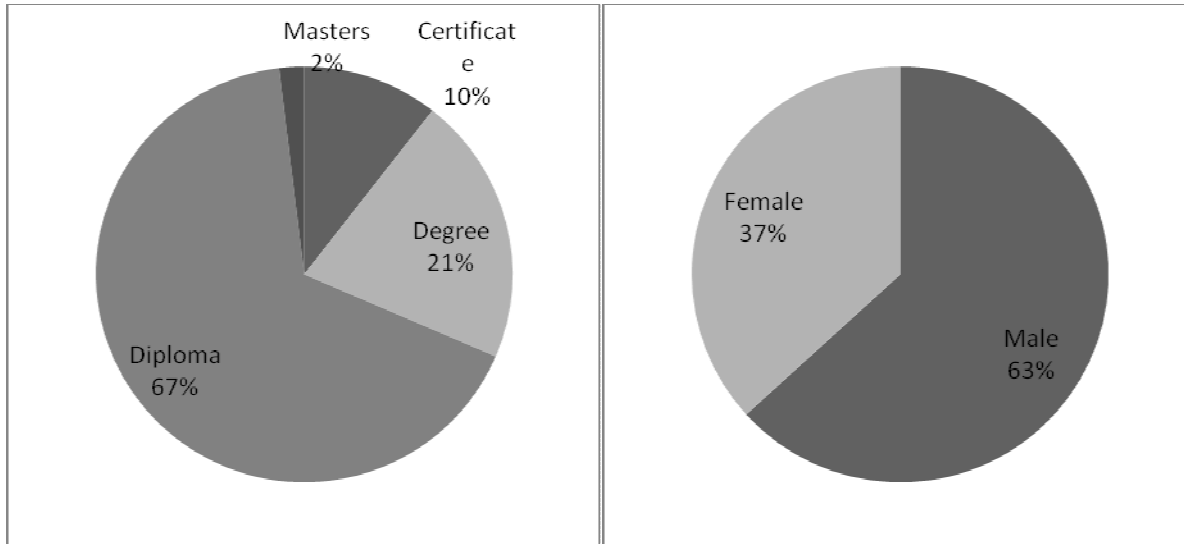 Masters
2%
Certificat
e
10%
Degree
21%
Diploma
67%
Female
37%
Male
63%